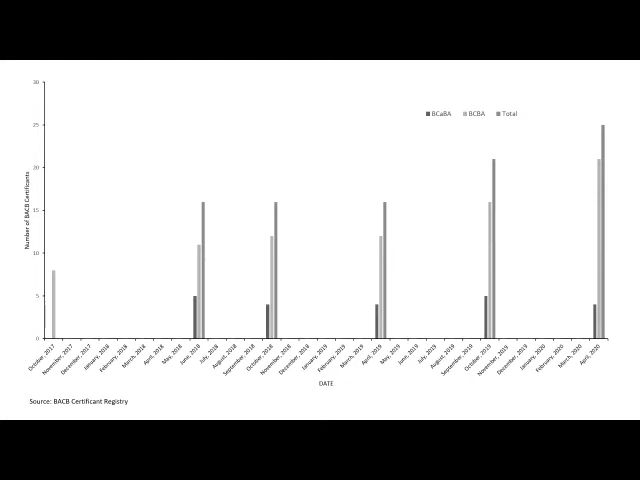 30
BCaBA BCBA Total
25
20
15
10
5
0
Number of BACB Certificants
October, 2017
November, 2017
December, 2017
January, 2018
February, 2018
March, 2018
April, 2018
May, 2018
June, 2018
July, 2018
August, 2018
September, 2018
October, 2018
November, 2018
December, 2018
January, 2019
February, 2019
March, 2019
April, 2019
May, 2019
June, 2019
July, 2019
August, 2019
September, 2019
October, 2019
November, 2019
December, 2019
January, 2020
February, 2020
March, 2020
April, 2020
DATE
Source: BACB Certificant Registry